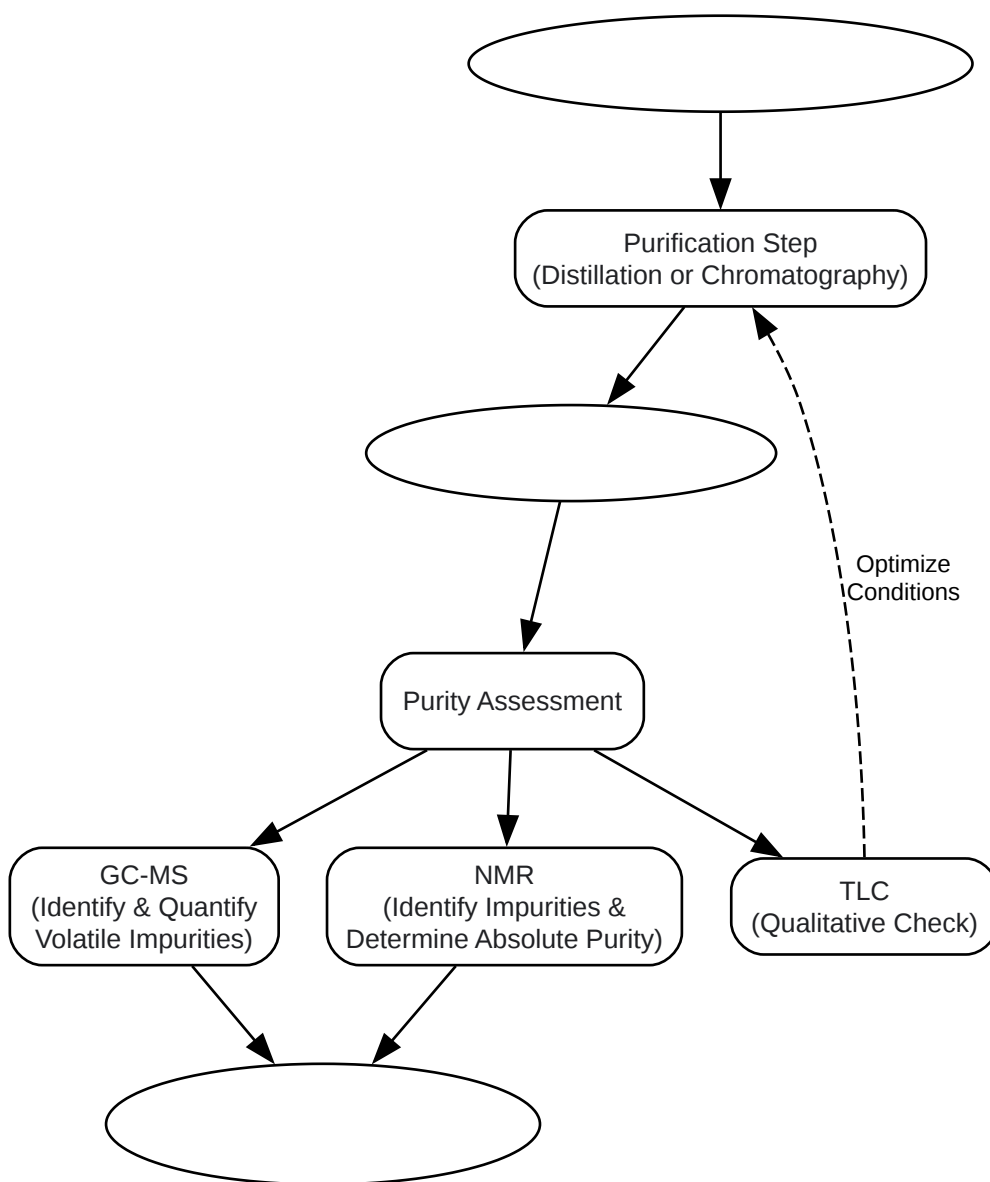 Purification Step
(Distillation or Chromatography)
Optimize
Conditions
Purity Assessment
GC-MS
(Identify & Quantify
Volatile Impurities)
NMR
(Identify Impurities &
Determine Absolute Purity)
TLC
(Qualitative Check)